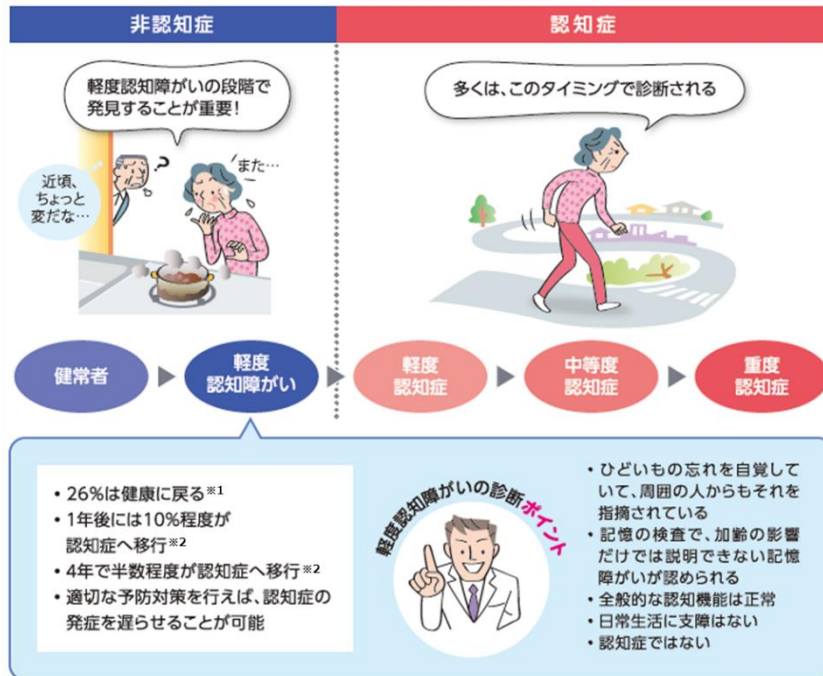 非認知症
認知症
軽度認知障がいの段階で
発見することが重要！
多くは、このタイミングで診断される
近頃、
ちょっと
変だな…
?
また…
健常者
軽度
認知障がい
軽度
認知症
中等度
認知症
重度
認知症
• 26%は健康に戻る※1
• 1年後には10%程度が
認知症へ移行※2
• 4年で半数程度が認知症へ移行※2
• 適切な予防対策を行えば、認知症の
発症を遅らせることが可能
軽度認知障がいの診断ポイント
• ひどいもの忘れを自覚して
いて、周囲の人からもそれを
指摘されている
• 記憶の検査で、加齢の影響
だけでは説明できない記憶
障がいが認められる
• 全般的な認知機能は正常
• 日常生活に支障はない
• 認知症ではない